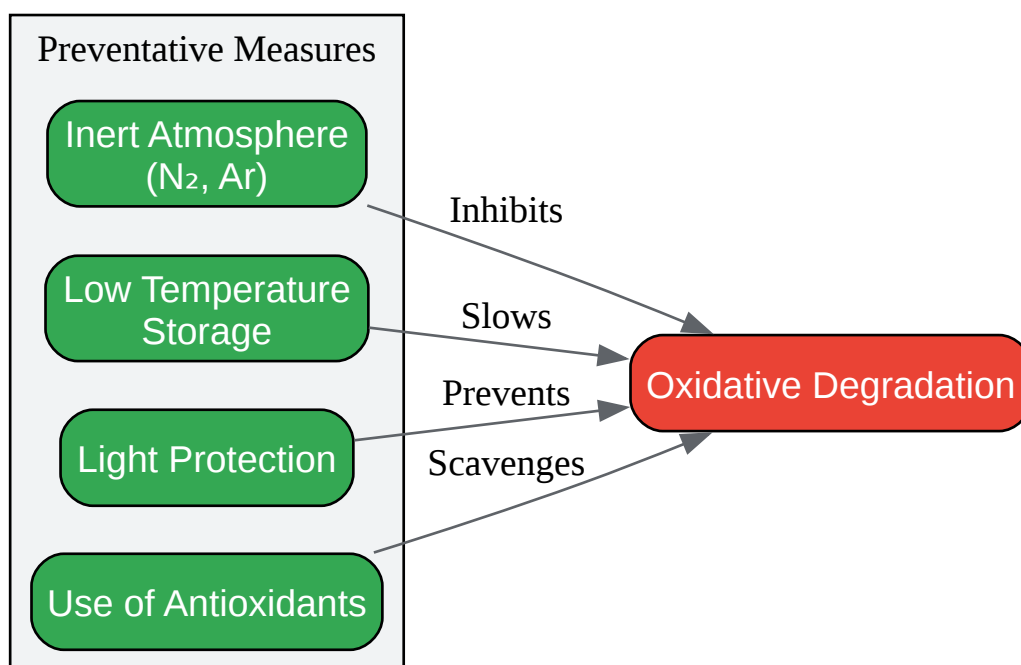 Preventative Measures
Inert Atmosphere
(N₂, Ar)
Inhibits
Low Temperature
Storage
Slows
Oxidative Degradation
Prevents
Light Protection
Scavenges
Use of Antioxidants